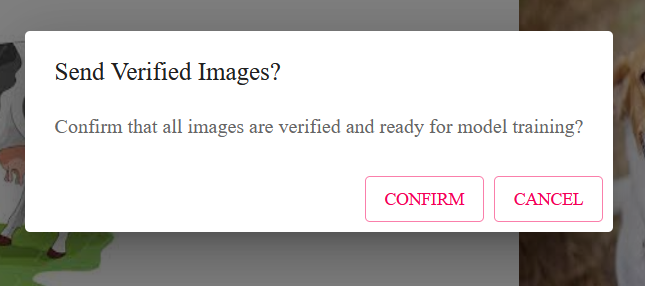 Send Verified Images?
Confirm that all images are verified and ready for model training?
CONFIRM CANCEL